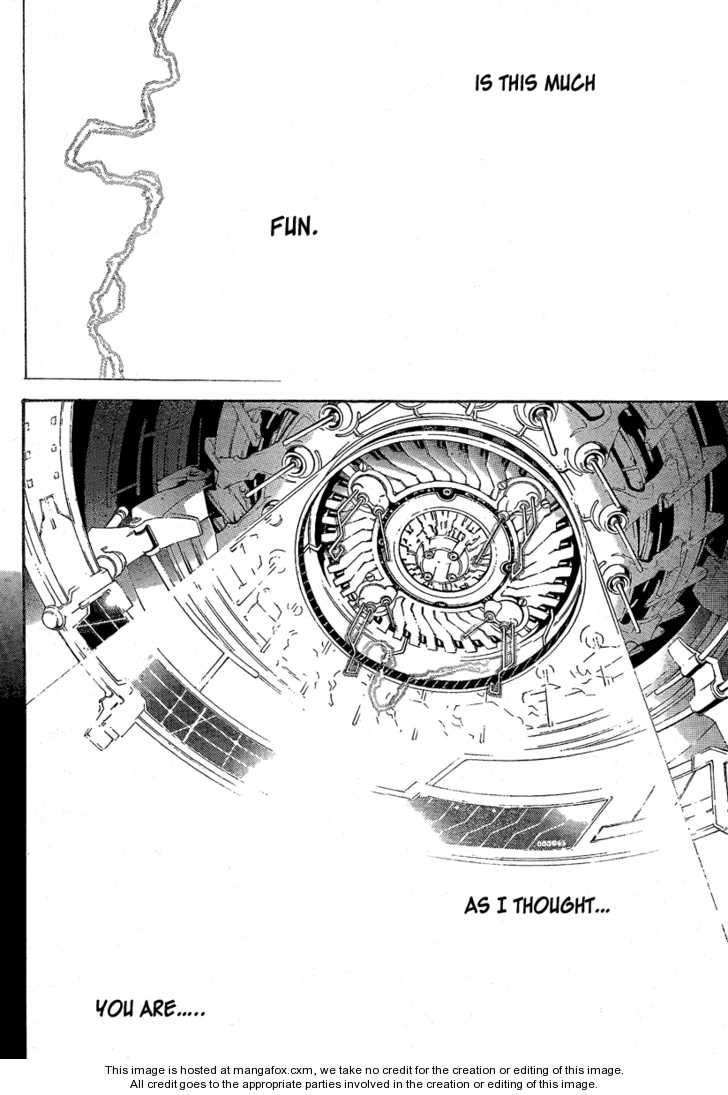 IS THIS MUCH
FUN.
AS I THOUGHT...
YOU ARE.....
This image is hosted at mangafox.cxm, we take no credit for the creation or editing of this image.
All credit goes to the appropriate parties involved in the creation or editing of this image.